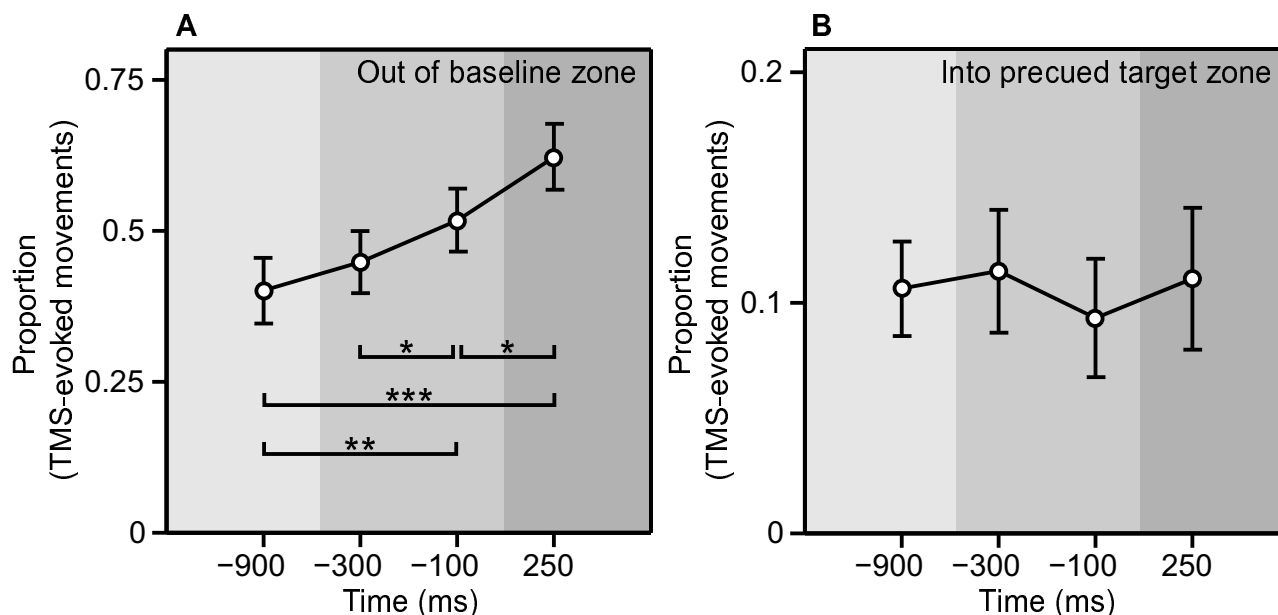 A
Out of baseline zone
Proportion
(TMS-evoked movements)
0.75
0.5
0.25
0
*
*
***
**
−900
−300
−100
250
Time (ms)
B
Into precued target zone
Proportion
(TMS-evoked movements)
0.2
0.1
0
−900
−300
−100
250
Time (ms)